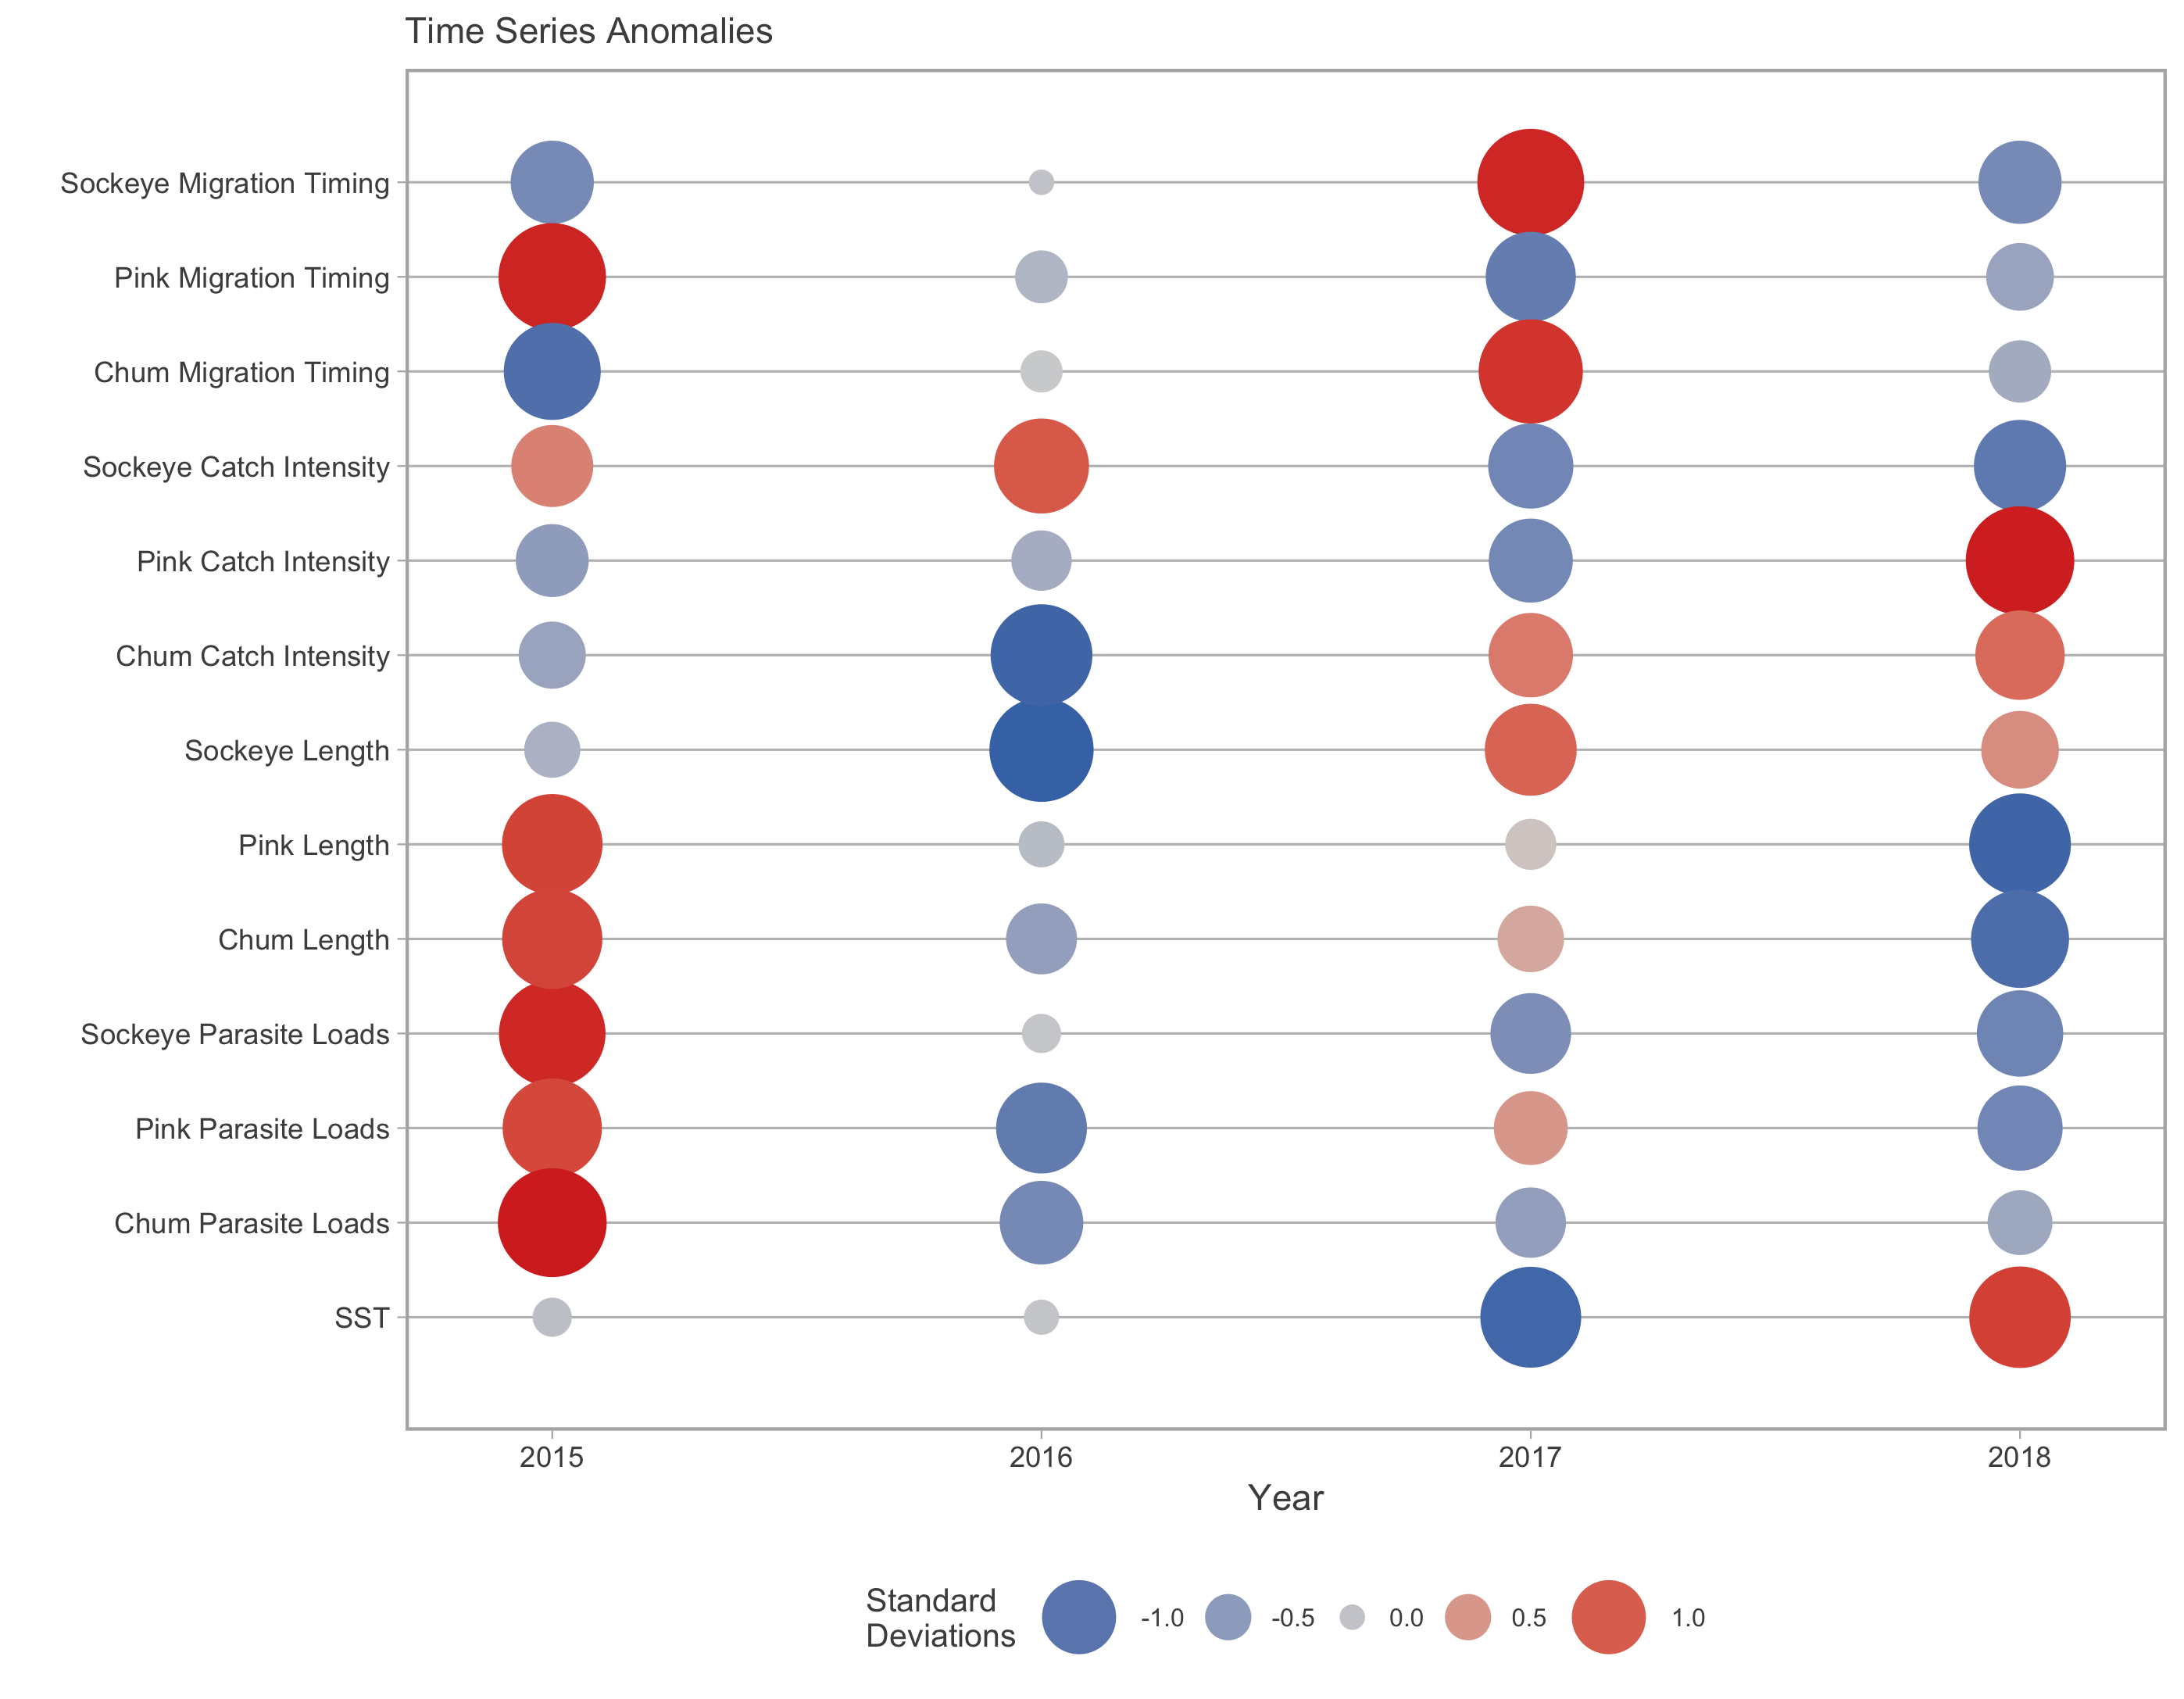 Time Series Anomalies
Sockeye Migration Timing
Pink Migration Timing
Chum Migration Timing
Sockeye Catch Intensity
Pink Catch Intensity
Chum Catch Intensity
Sockeye Length
Pink Length
Chum Length
Sockeye Parasite Loads
Pink Parasite Loads
Chum Parasite Loads
SST
2015 2016 2017 2018
Year
Standard
Deviations
-1.0 -0.5 0.0 0.5 1.0